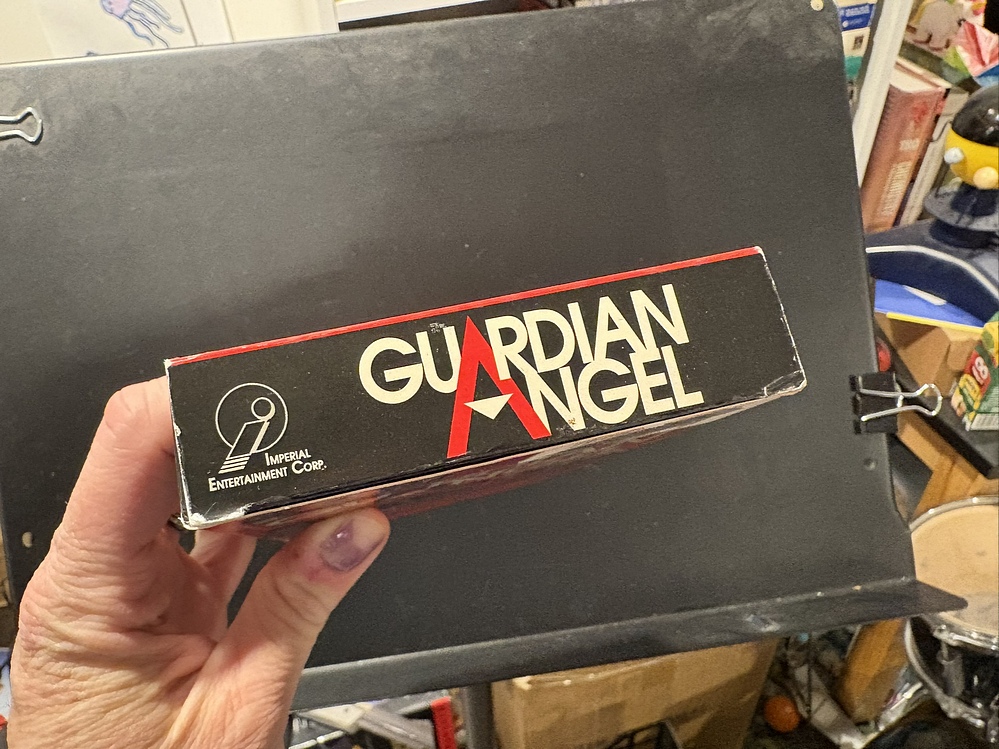 GUARDIAN
ANGEL
IMPERIAL
ENTERTAINMENT CORP.